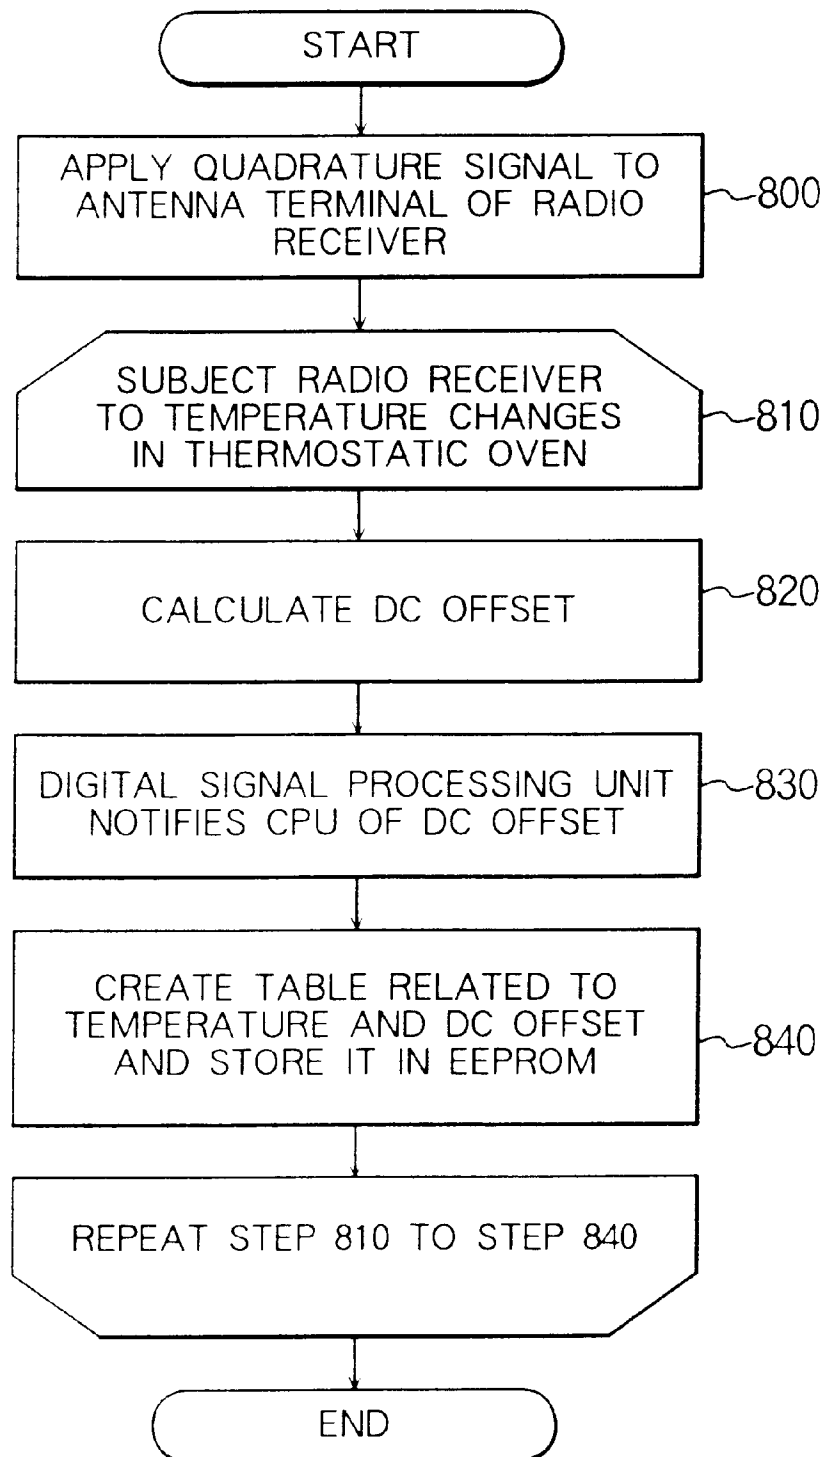 START
APPLY QUADRATURE SIGNAL TO
ANTENNA TERMINAL OF RADIO
RECEIVER
800
SUBJECT RADIO RECEIVER
TO TEMPERATURE CHANGES
IN THERMOSTATIC OVEN
810
CALCULATE DC OFFSET
820
DIGITAL SIGNAL PROCESSING UNIT
NOTIFIES CPU OF DC OFFSET
830
CREATE TABLE RELATED TO
TEMPERATURE AND DC OFFSET
AND STORE IT IN EEPROM
840
REPEAT STEP 810 TO STEP 840
END